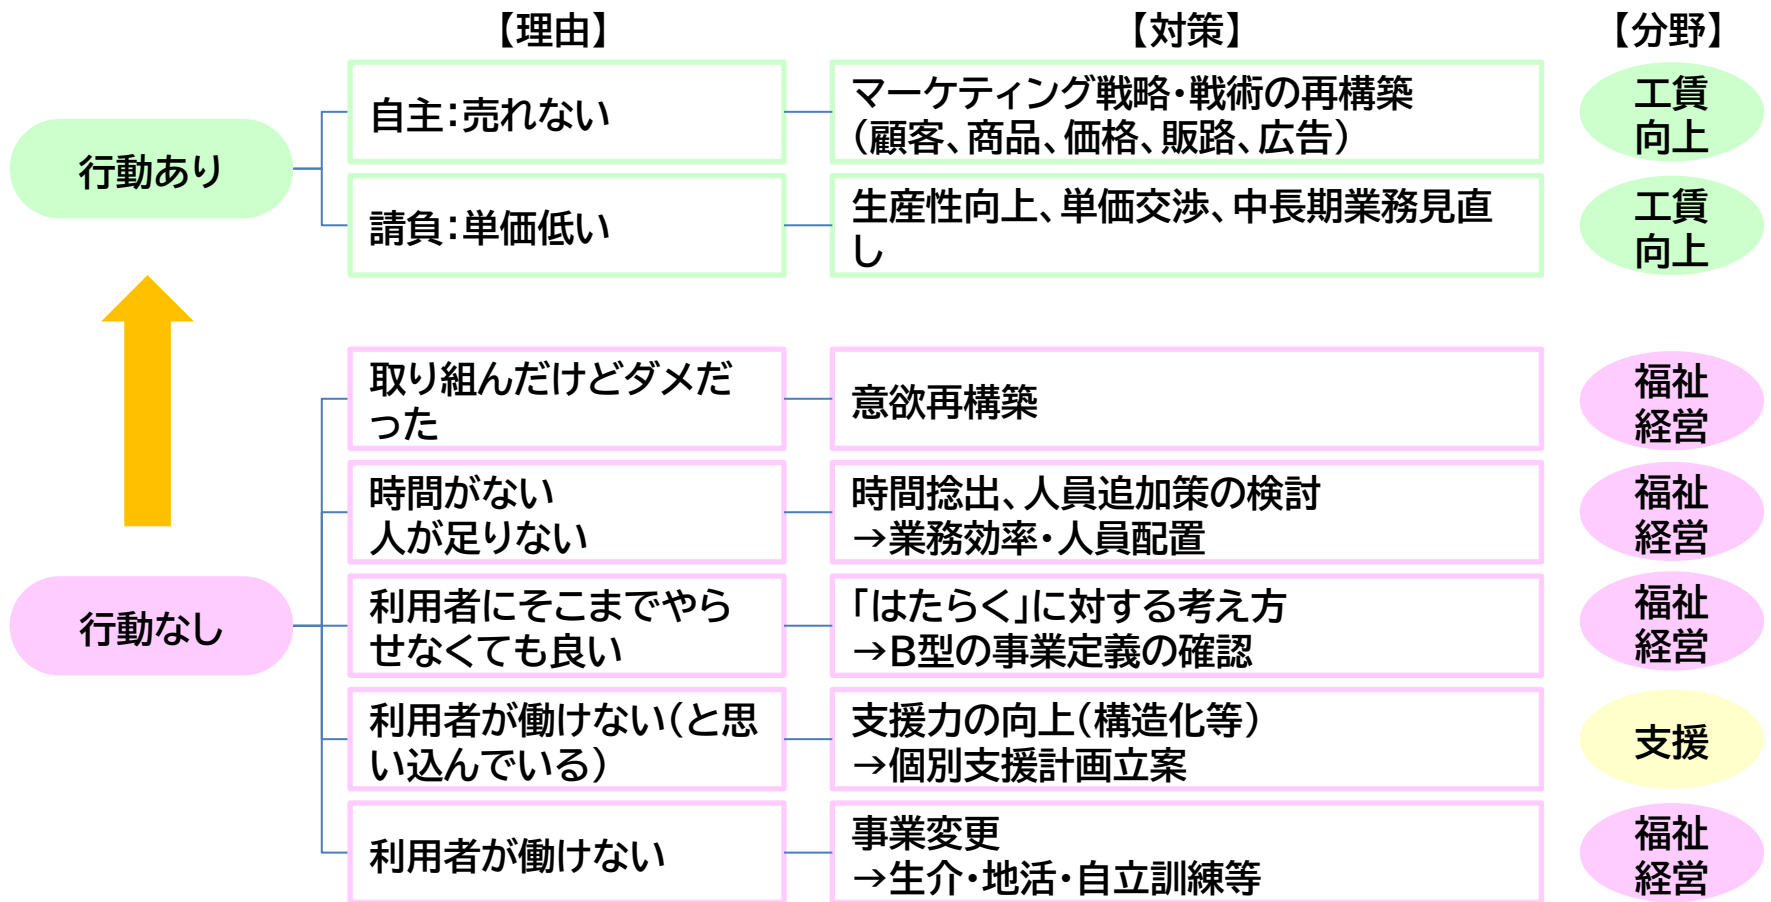 【理由】
【対策】
【分野】
行動あり
自主：売れない
マーケティング戦略・戦術の再構築
（顧客、商品、価格、販路、広告）
工賃
向上
請負：単価低い
生産性向上、単価交渉、中長期業務見直
し
工賃
向上
行動なし
取り組んだけどダメだ
った
意欲再構築
福祉
経営
時間がない
人が足りない
時間捻出、人員追加策の検討
→業務効率・人員配置
福祉
経営
利用者にそこまでやら
せなくても良い
「はたらく」に対する考え方
→B型の事業定義の確認
福祉
経営
利用者が働けない（と思
い込んでいる）
支援力の向上（構造化等）
→個別支援計画立案
支援
利用者が働けない
事業変更
→生介・地活・自立訓練等
福祉
経営